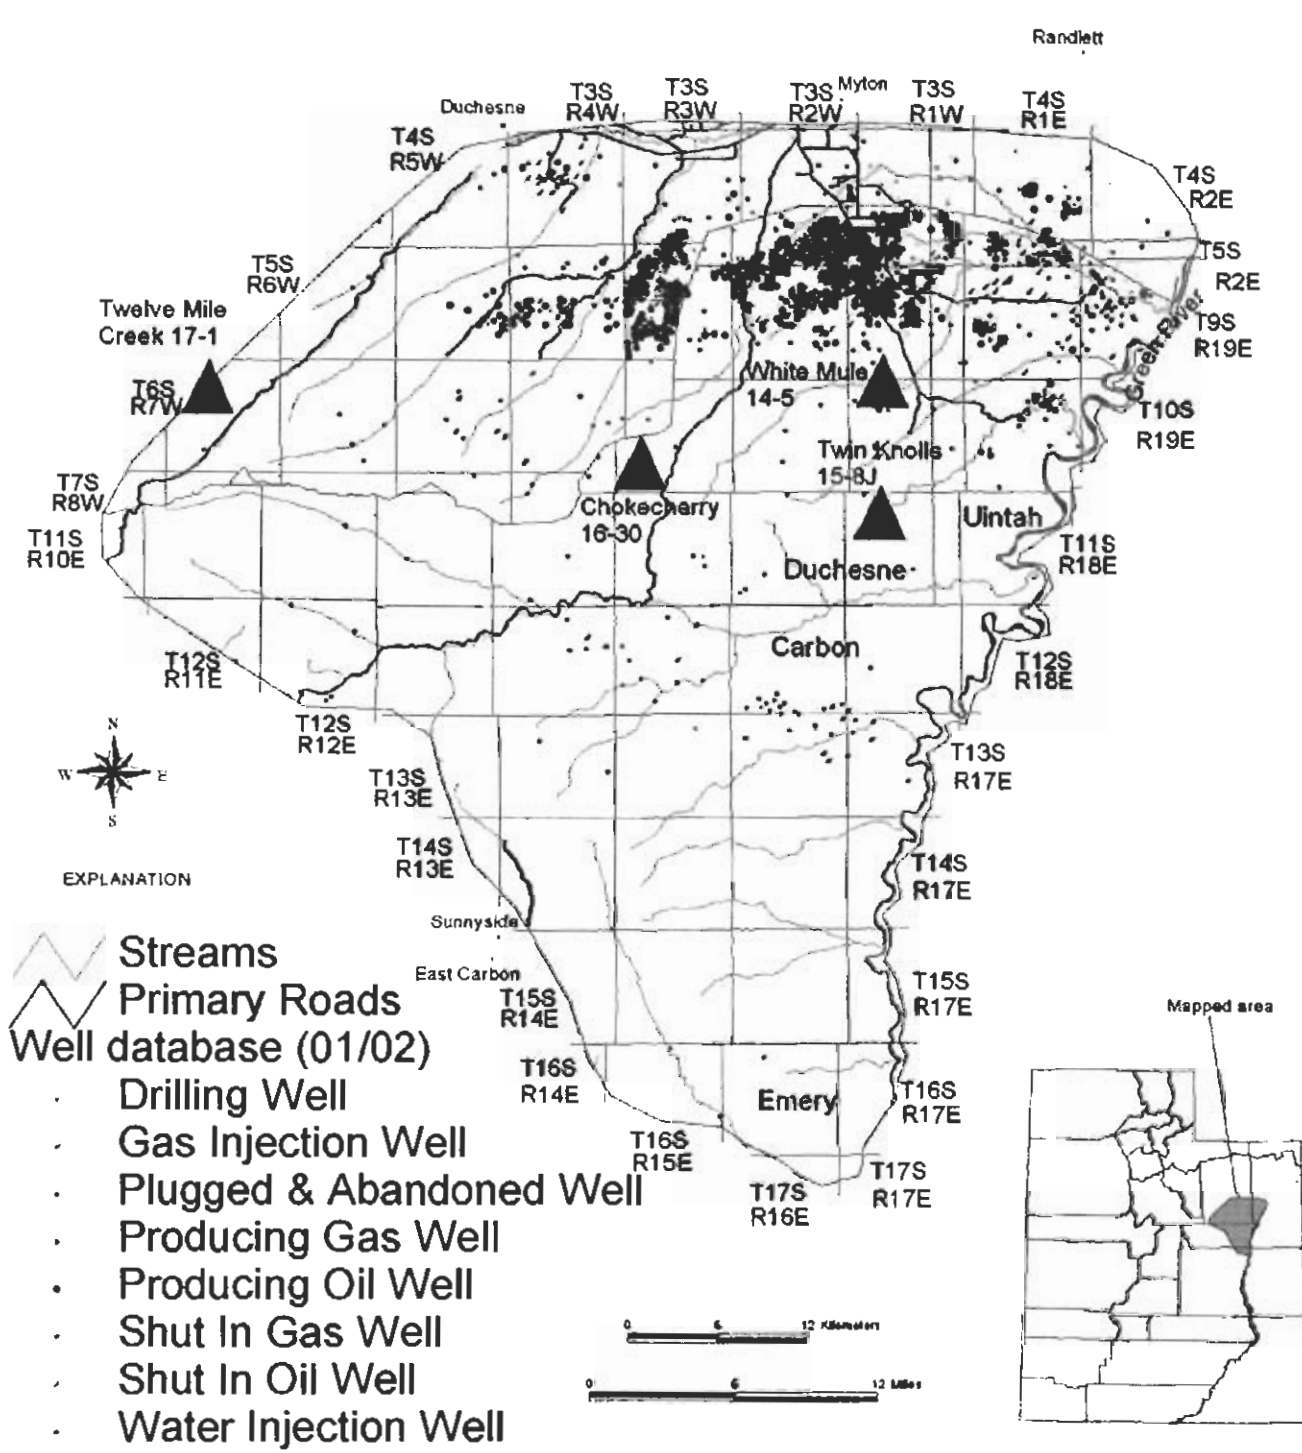 Randlett
Duchesne
T3S
R4W
T3S
R3W
T3S
R2W
Myton
T3S
R1W
T4S
R1E
T4S
R5W
T4S
R2E
T5S
R6W
T5S
R2E
Twelve Mile
Creek 17-1
T6S
R7W
Green River
T9S
R19E
White Mule
14-5
T10S
R19E
Twin Knolls
15-8J
T7S
R8W
Chokecherry
16-30
Uintah
T11S
R10E
T11S
R18E
Duchesne
Carbon
T12S
R11E
T12S
R18E
T12S
R12E
N
W
E
S
T13S
R17E
T13S
R13E
T14S
R13E
T14S
R17E
EXPLANATION
Sunnyside
East Carbon
T15S
R14E
T15S
R17E
Streams
Primary Roads
Well database (01/02)
Drilling Well
Gas Injection Well
Plugged & Abandoned Well
Producing Gas Well
Producing Oil Well
Shut In Gas Well
Shut In Oil Well
Water Injection Well
T16S
R14E
Emery
T16S
R17E
T16S
R15E
T17S
R16E
T17S
R17E
Mapped area
0 6 12 Kilometers
0 6 12 Miles